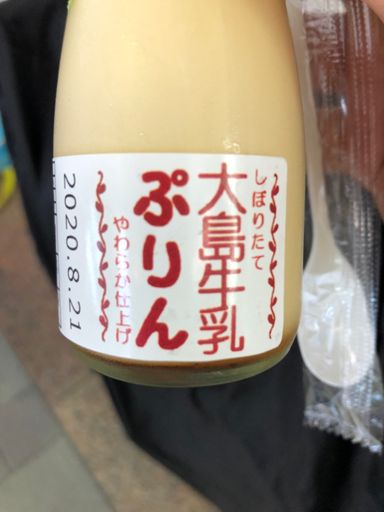 しぼりたて
大島牛乳
ぷりん
やわらか仕上げ
2020.8.21